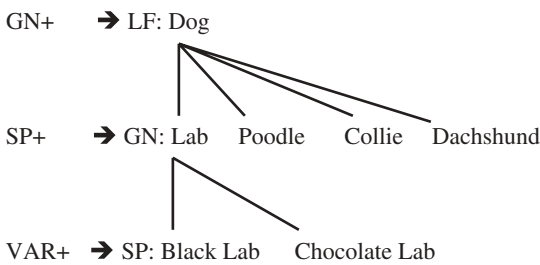 GN+ ➔ LF: Dog
SP+ ➔ GN: Lab Poodle Collie Dachshund
VAR+ ➔ SP: Black Lab Chocolate Lab